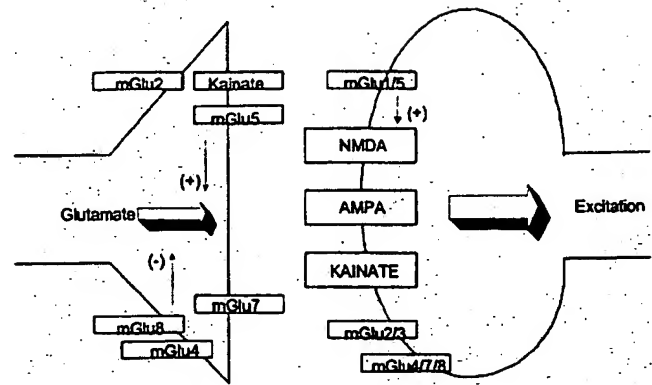 mGlu2
Kainate
mGlu5
(+)
Glutamate
(-)
mGlu7
mGlu8
mGlu4
mGlu1/5
(+)
NMDA
AMPA
KAINATE
mGlu2/3
mGlu4/7/8
Excitation